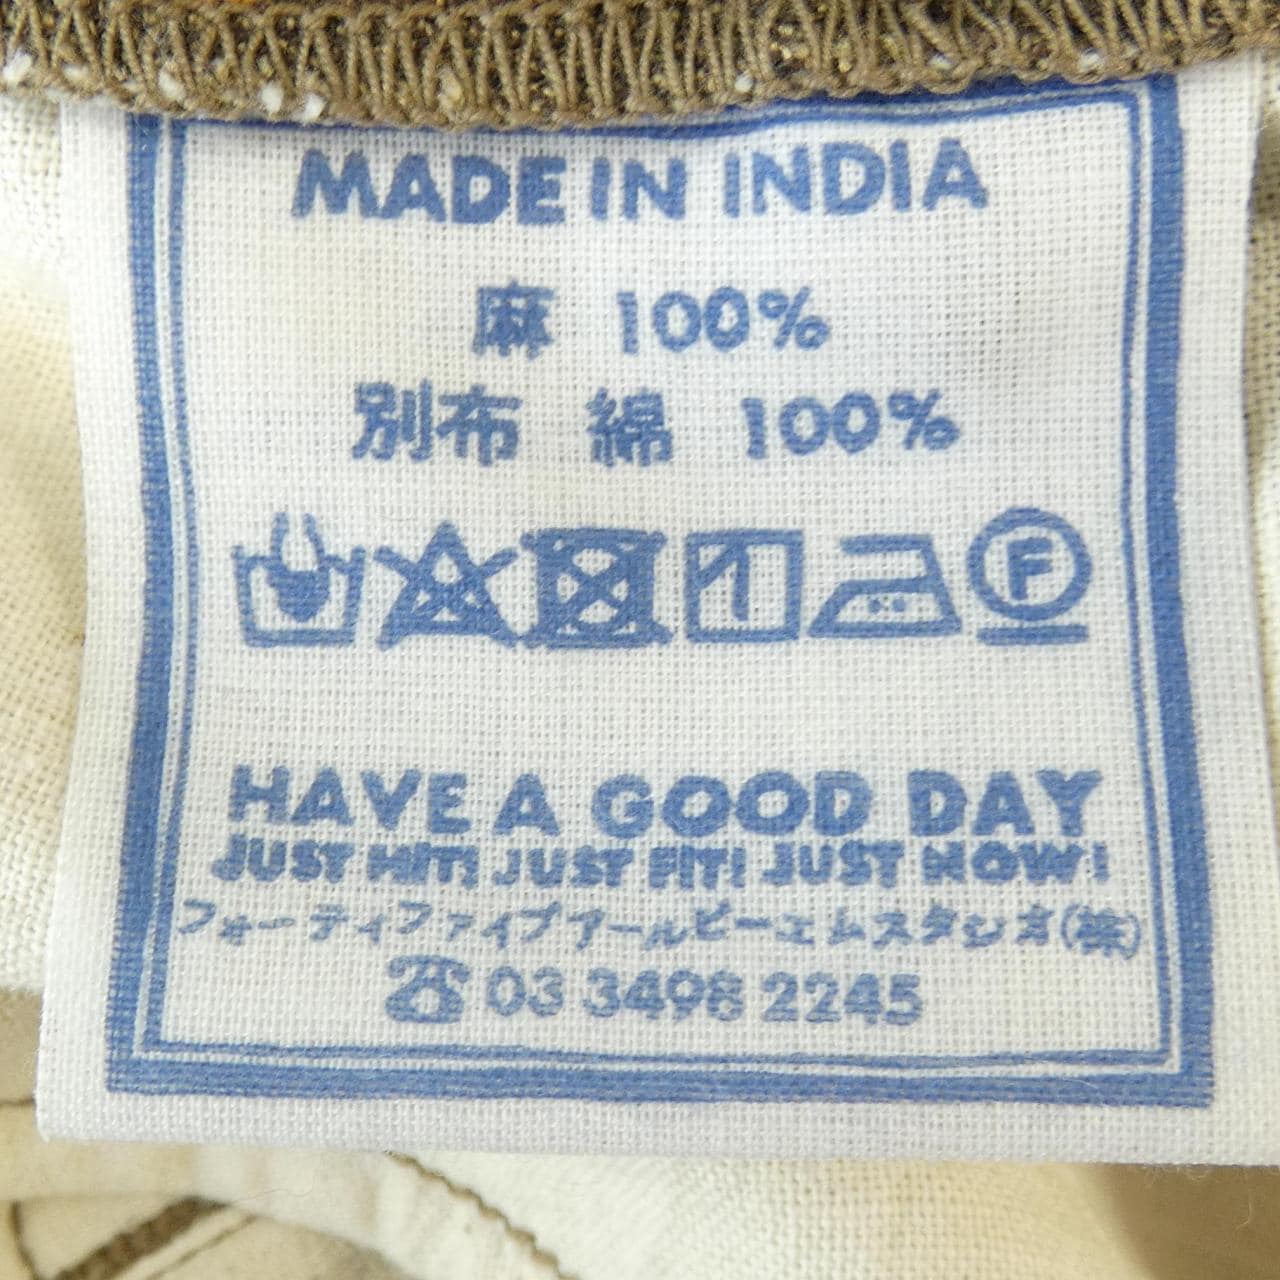 MADE IN INDIA
麻 100%
別布 綿 100%
F
HAVE A GOOD DAY
JUST HIT! JUST FIT! JUST NOW!
フォーティファイブアールピーエムスタジオ(株)
☎03 3498 2245